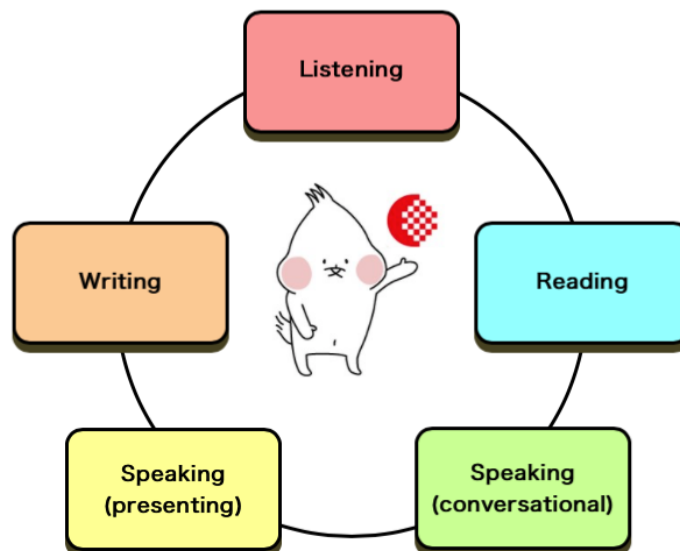 Listening
Writing
Reading
Speaking
(presenting)
Speaking
(conversational)